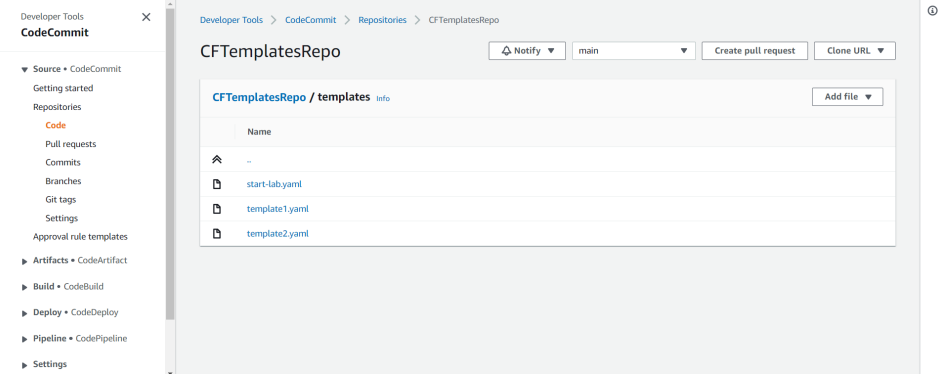 Developer Tools
CodeCommit
Source • CodeCommit
Getting started
Repositories
Code
Pull requests
Commits
Branches
Git tags
Settings
Approval rule templates
Artifacts • CodeArtifact
Build • CodeBuild
Deploy • CodeDeploy
Pipeline • CodePipeline
Settings
Developer Tools > CodeCommit > Repositories > CFTemplatesRepo
CFTemplatesRepo
Notify
main
Create pull request
Clone URL
CFTemplatesRepo / templates Info
Add file
Name
..
start-lab.yaml
template1.yaml
template2.yaml